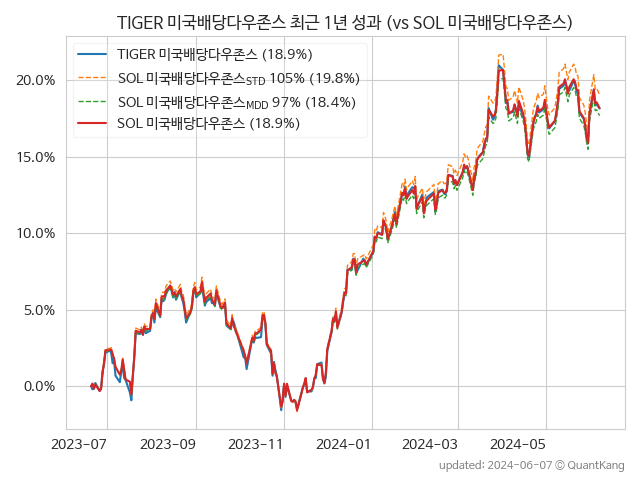 TIGER 미국배당다우존스 최근 1년 성과 (vs SOL 미국배당다우존스)
TIGER 미국배당다우존스 (18.9%)
SOL 미국배당다우존스STD 105% (19.8%)
SOL 미국배당다우존스MDD 97% (18.4%)
SOL 미국배당다우존스 (18.9%)
20.0%
15.0%
10.0%
5.0%
0.0%
2023-07 2023-09 2023-11 2024-01 2024-03 2024-05
updated: 2024-06-07 © QuantKang